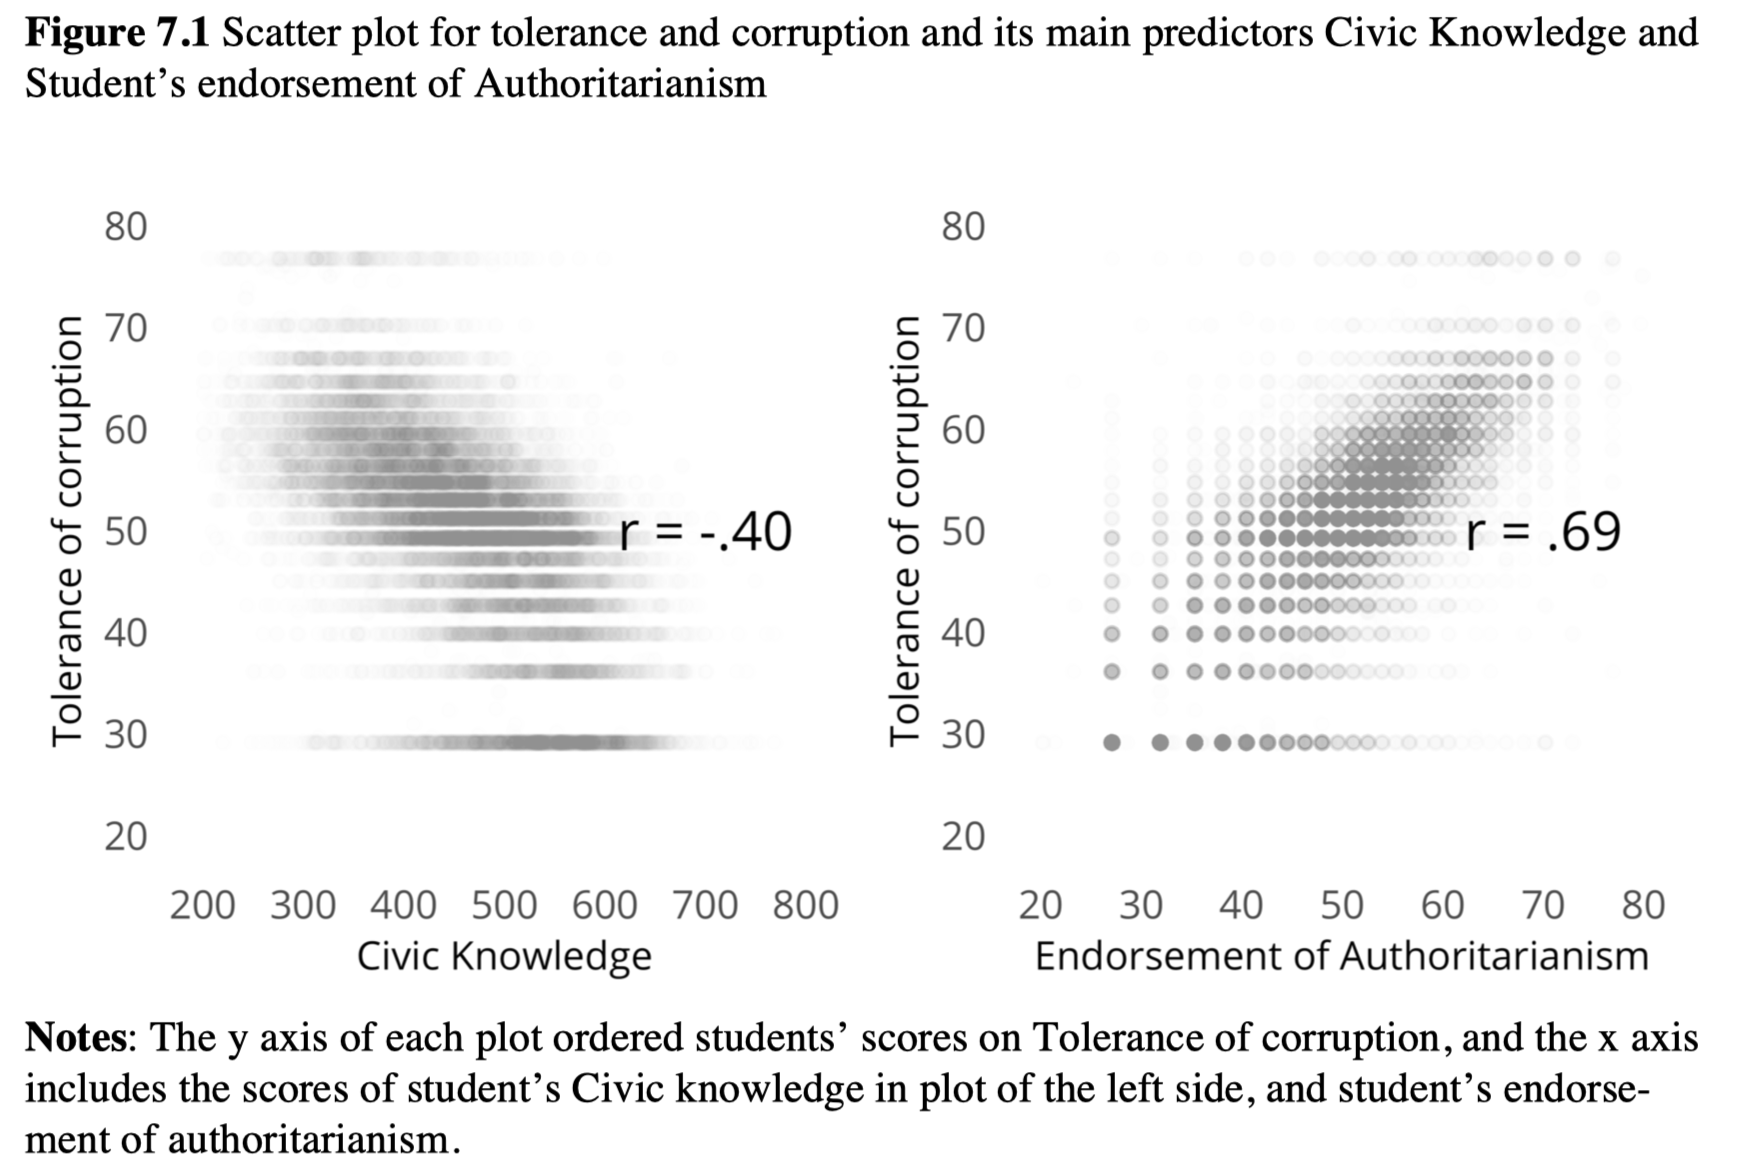 Figure 7.1 Scatter plot for tolerance and corruption and its main predictors Civic Knowledge and
Student’s endorsement of Authoritarianism
80
70
60
50
40
30
20
Tolerance of corruption
r = -.40
200 300 400 500 600 700 800
Civic Knowledge
80
70
60
50
40
30
20
Tolerance of corruption
r = .69
20 30 40 50 60 70 80
Endorsement of Authoritarianism
Notes: The y axis of each plot ordered students’ scores on Tolerance of corruption, and the x axis
includes the scores of student’s Civic knowledge in plot of the left side, and student’s endorse-
ment of authoritarianism.